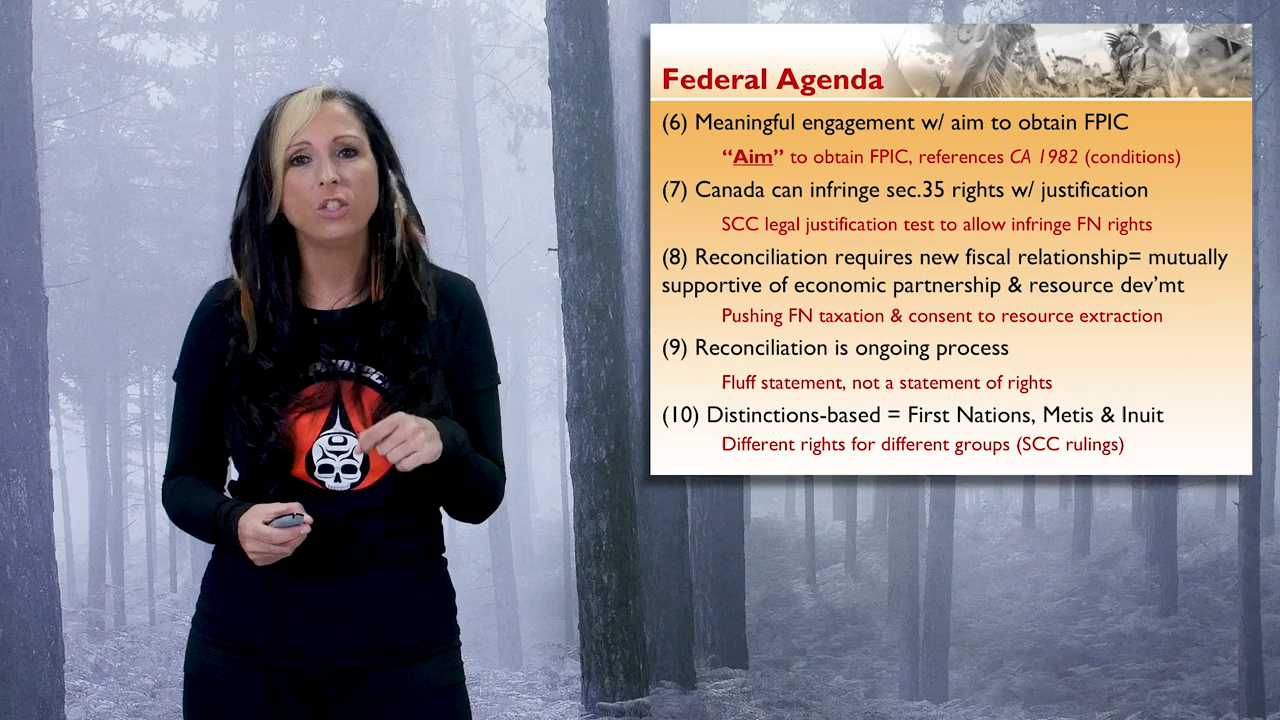 Federal Agenda
(6) Meaningful engagement w/ aim to obtain FPIC
“Aim” to obtain FPIC, references CA 1982 (conditions)
(7) Canada can infringe sec.35 rights w/ justification
SCC legal justification test to allow infringe FN rights
(8) Reconciliation requires new fiscal relationship= mutually
supportive of economic partnership & resource dev’mt
Pushing FN taxation & consent to resource extraction
(9) Reconciliation is ongoing process
Fluff statement, not a statement of rights
(10) Distinctions-based = First Nations, Metis & Inuit
Different rights for different groups (SCC rulings)